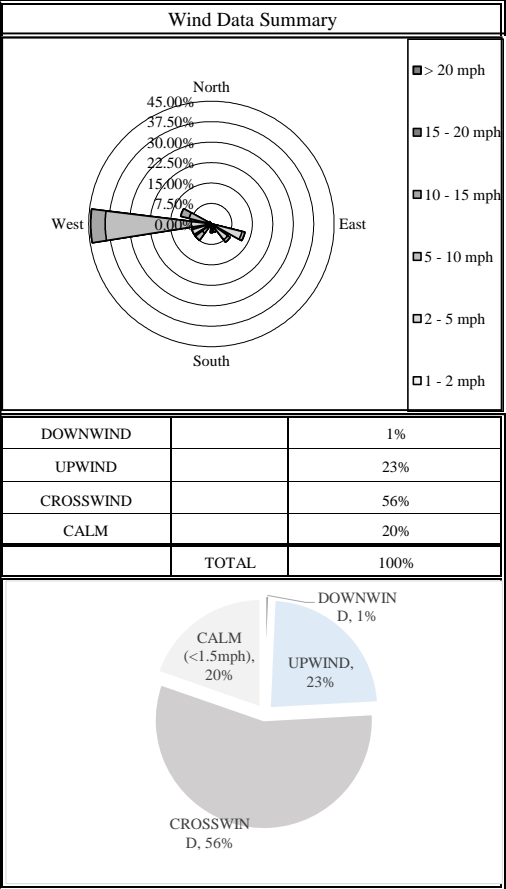 Wind Data Summary
North
45.00%
37.50%
30.00%
22.50%
15.00%
7.50%
0.00%
West
East
South
> 20 mph
15 - 20 mph
10 - 15 mph
5 - 10 mph
2 - 5 mph
1 - 2 mph
DOWNWIND 1%
UPWIND 23%
CROSSWIND 56%
CALM 20%
TOTAL 100%
DOWNWIN
D, 1%
CALM
(<1.5mph),
20%
UPWIND,
23%
CROSSWIN
D, 56%